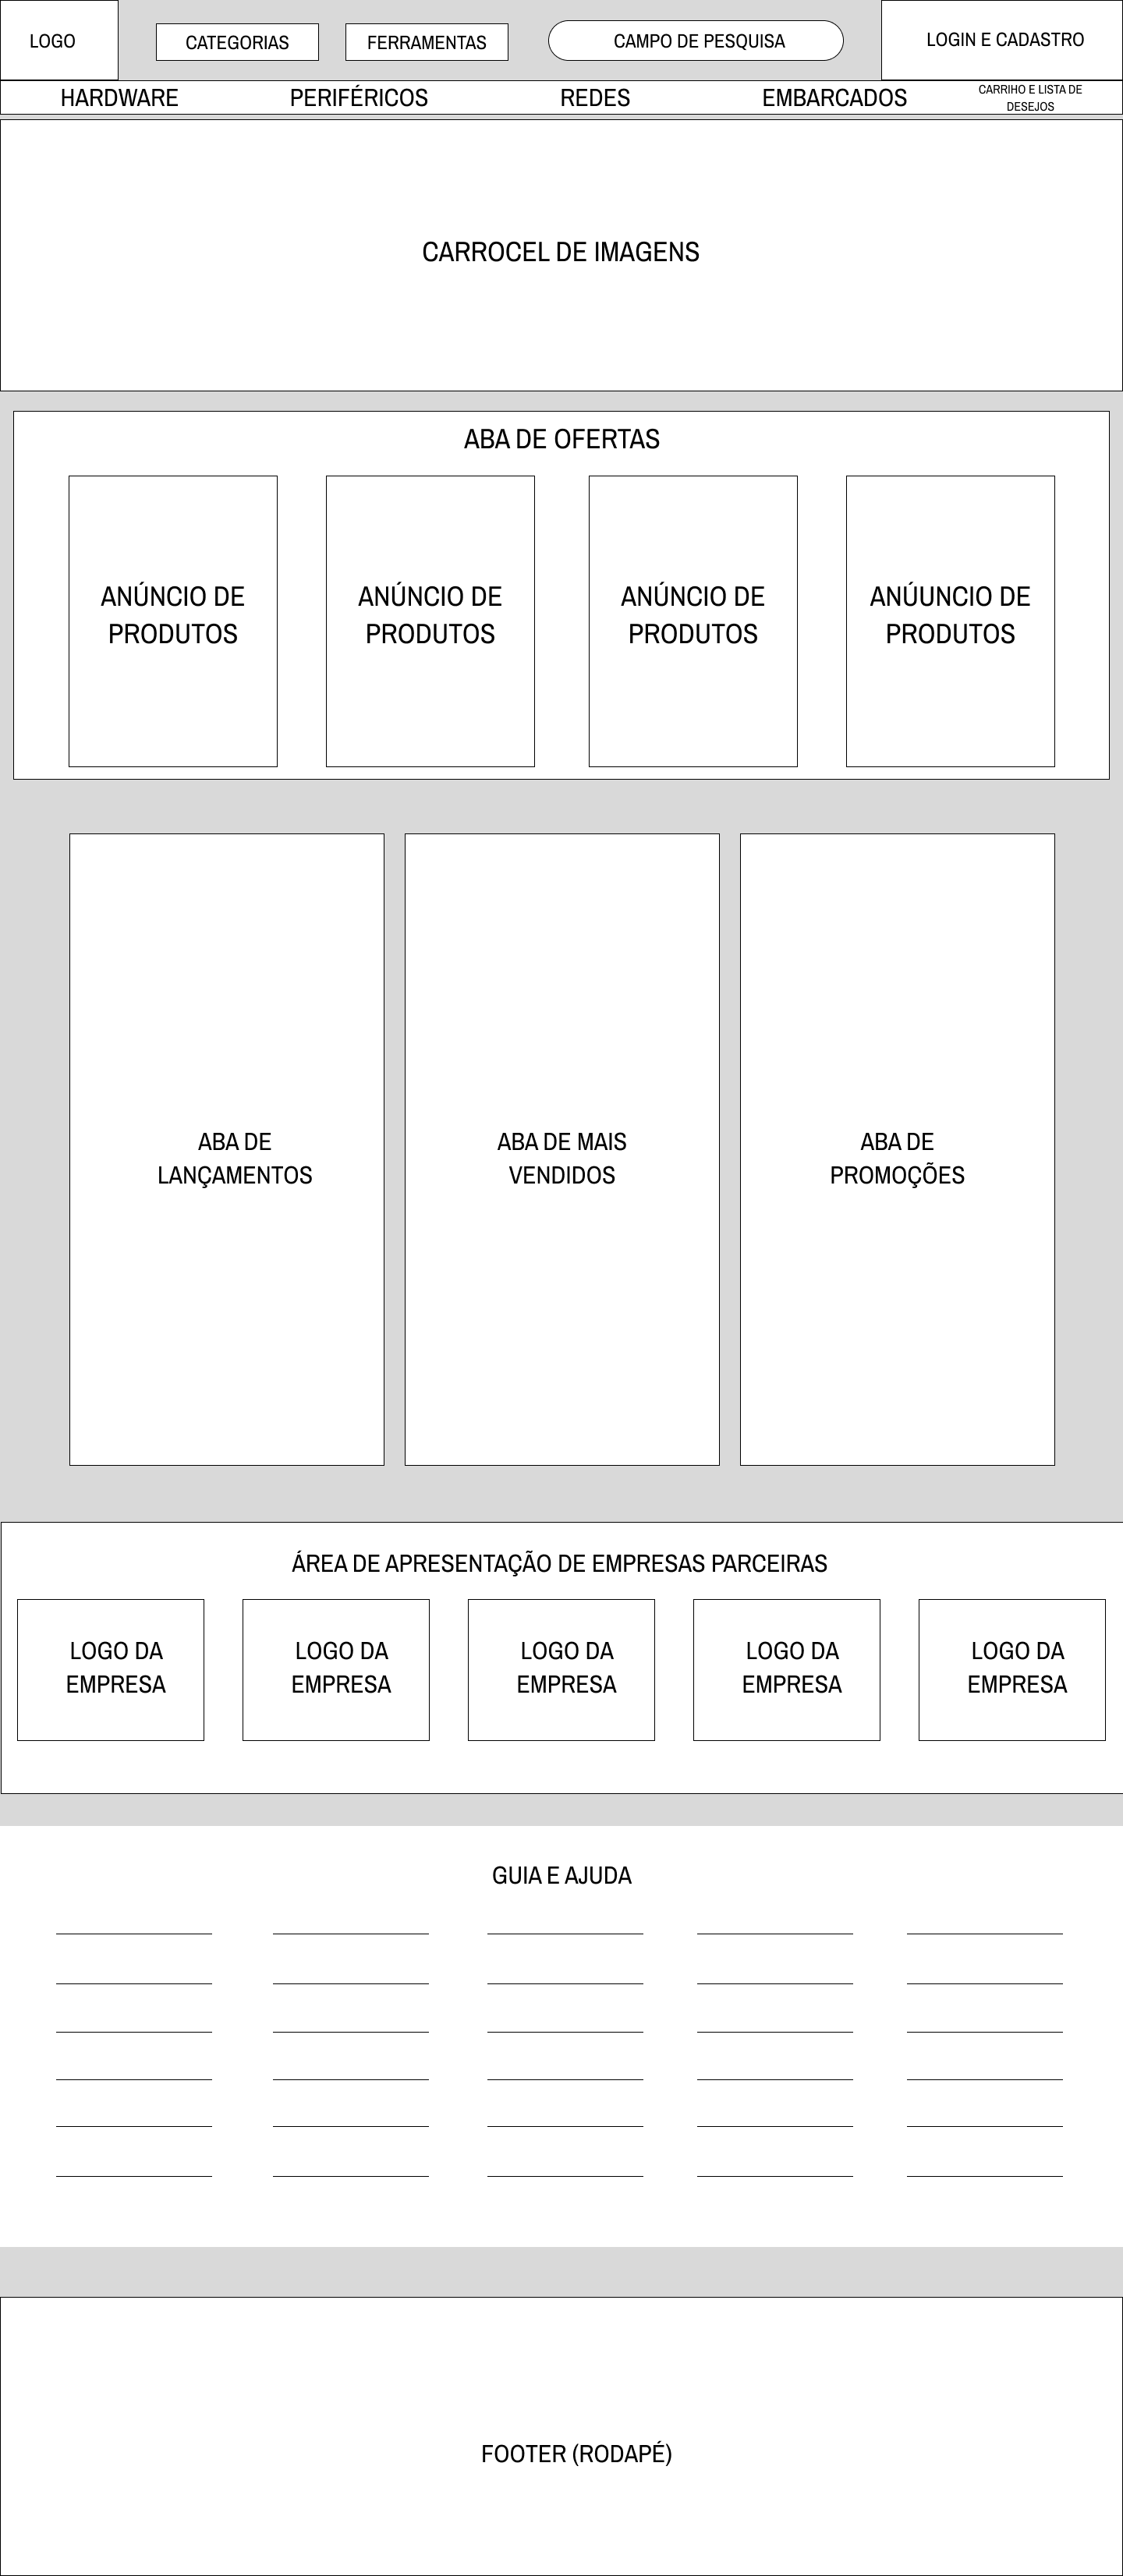 LOGO
CATEGORIAS
FERRAMENTAS
CAMPO DE PESQUISA
LOGIN E CADASTRO
HARDWARE
PERIFÉRICOS
REDES
EMBARCADOS
CARRIHO E LISTA DE
DESEJOS
CARROCEL DE IMAGENS
ABA DE OFERTAS
ANÚNCIO DE
PRODUTOS
ANÚNCIO DE
PRODUTOS
ANÚNCIO DE
PRODUTOS
ANÚUNCIO DE
PRODUTOS
ABA DE
LANÇAMENTOS
ABA DE MAIS
VENDIDOS
ABA DE
PROMOÇÕES
ÁREA DE APRESENTAÇÃO DE EMPRESAS PARCEIRAS
LOGO DA
EMPRESA
LOGO DA
EMPRESA
LOGO DA
EMPRESA
LOGO DA
EMPRESA
LOGO DA
EMPRESA
GUIA E AJUDA
FOOTER (RODAPÉ)